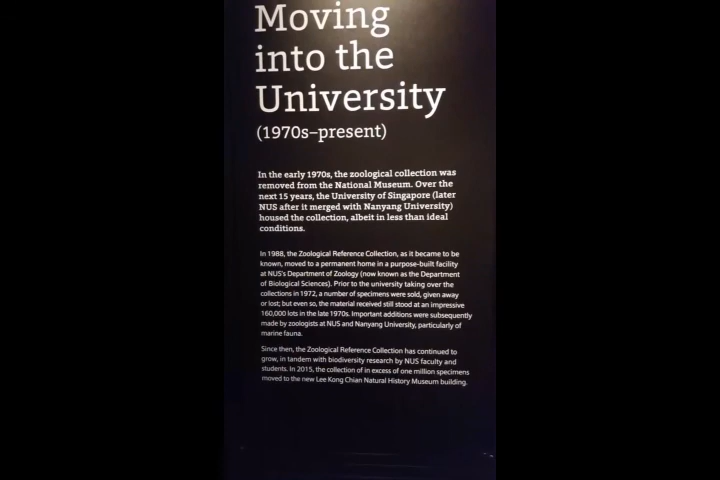 Moving
into the
University
(1970s–present)
In the early 1970s, the zoological collection was
removed from the National Museum. Over the
next 15 years, the University of Singapore (later
NUS after it merged with Nanyang University)
housed the collection, albeit in less than ideal
conditions.
In 1988, the Zoological Reference Collection, as it became to be
known, moved to a permanent home in a purpose-built facility
at NUS's Department of Zoology (now known as the Department
of Biological Sciences). Prior to the university taking over the
collections in 1972, a number of specimens were sold, given away
or lost; but even so, the material received still stood at an impressive
160,000 lots in the late 1970s. Important additions were subsequently
made by zoologists at NUS and Nanyang University, particularly of
marine fauna.
Since then, the Zoological Reference Collection has continued to
grow, in tandem with biodiversity research by NUS faculty and
students. In 2015, the collection of in excess of one million specimens
moved to the new Lee Kong Chian Natural History Museum building.